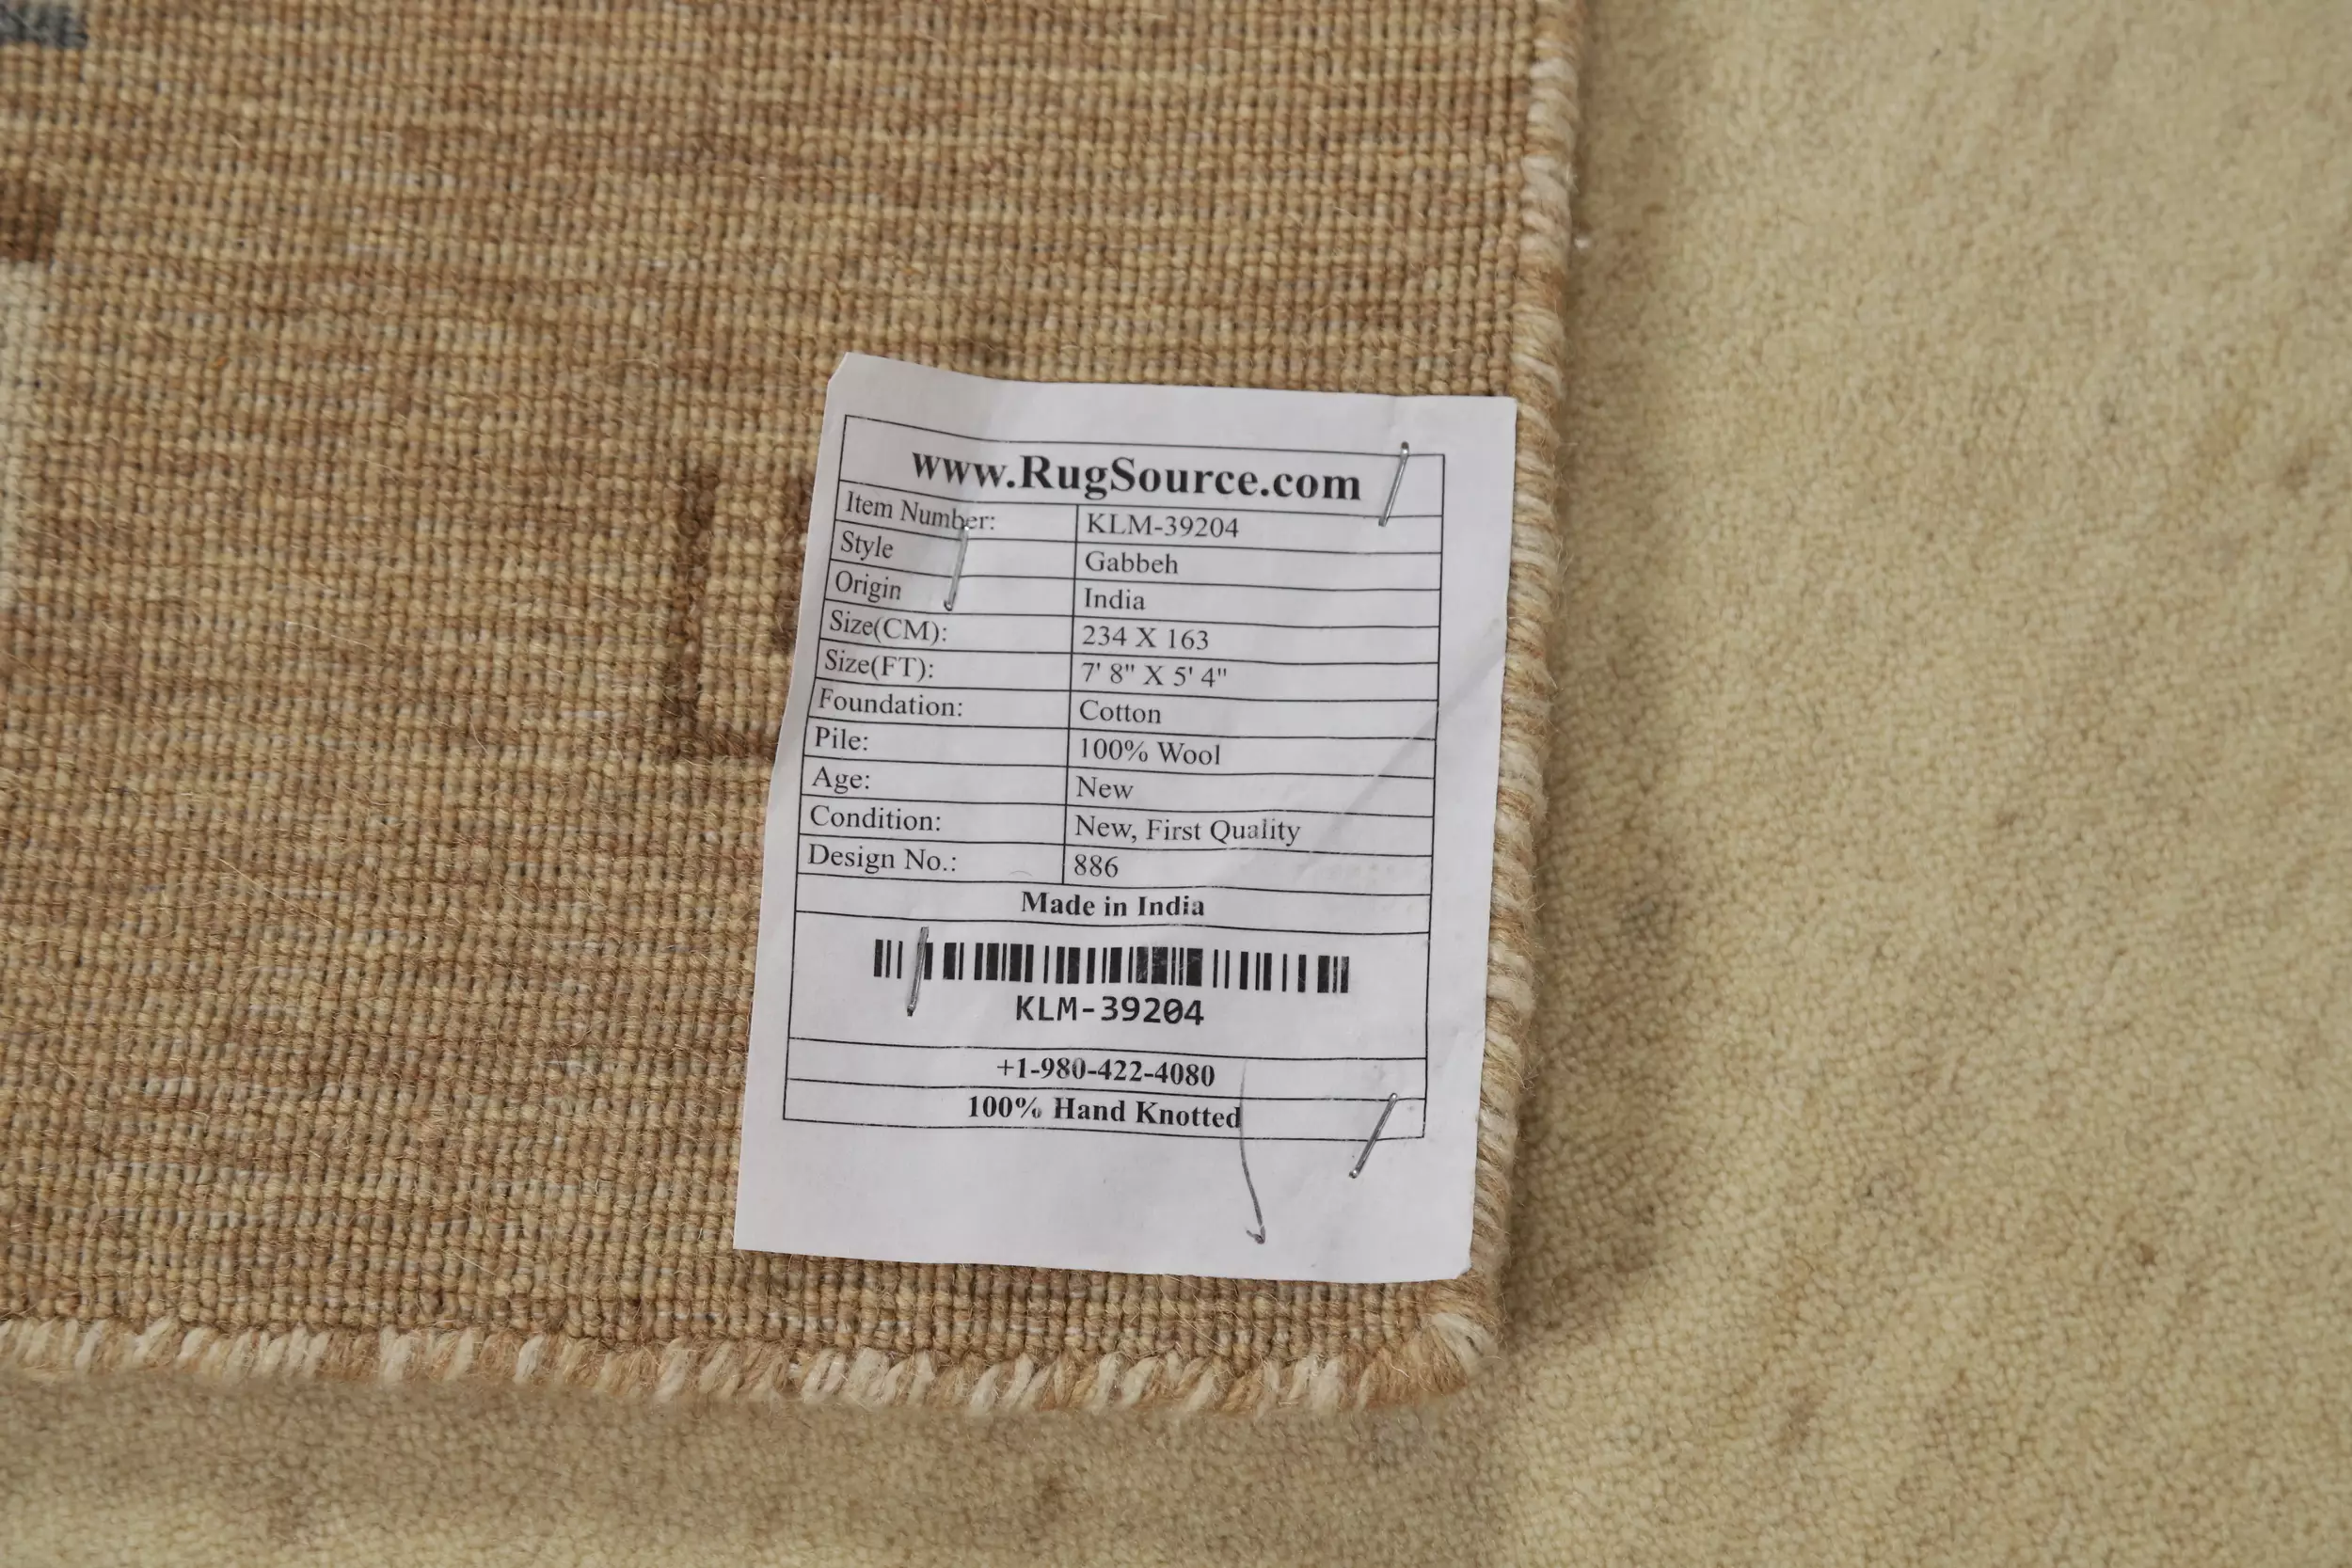 www.RugSource.com
Item Number: KLM-39204
Style Gabbeh
Origin India
Size(CM): 234 X 163
Size(FT): 7' 8" X 5' 4"
Foundation: Cotton
Pile: 100% Wool
Age: New
Condition: New, First Quality
Design No.: 886
Made in India
KLM-39204
+1-980-422-4080
100% Hand Knotted